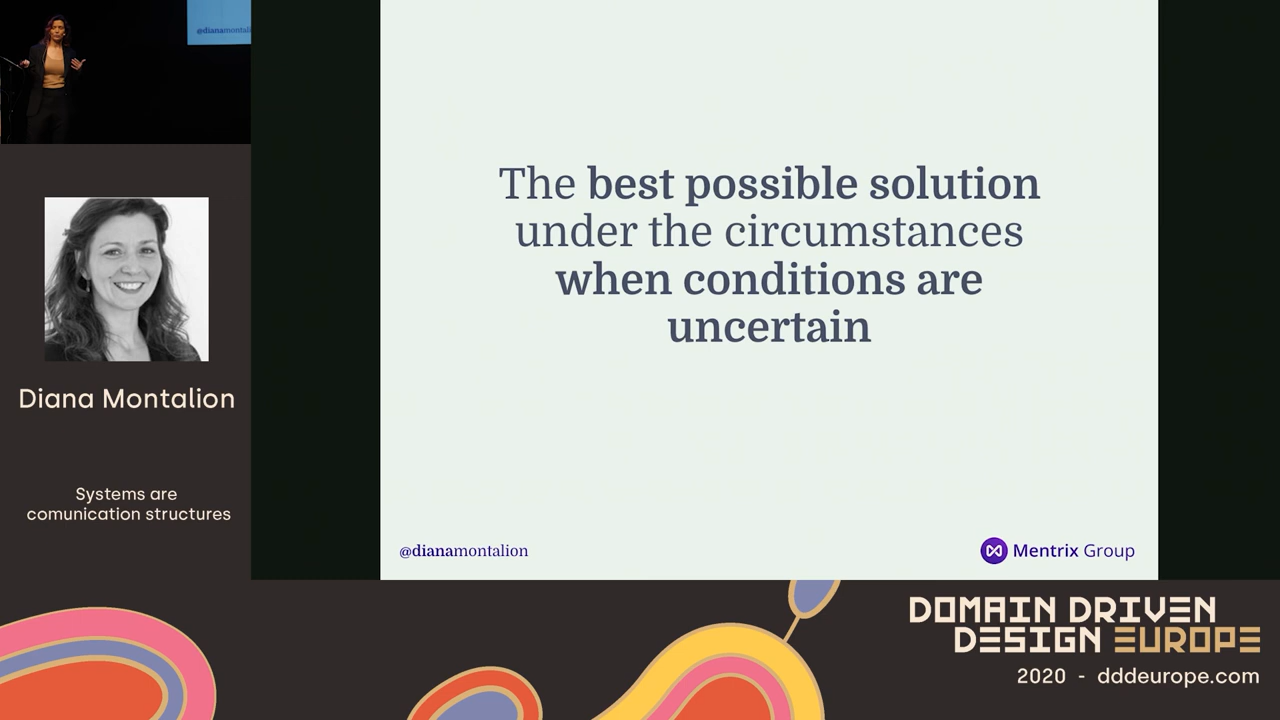 @dianamontali
Diana Montalion
Systems are
comunication structures
The best possible solution
under the circumstances
when conditions are
uncertain
@dianamontalion
Mentrix Group
DOMAIN DRIVEN
DESIGN EUROPE
2020 - dddeurope.com